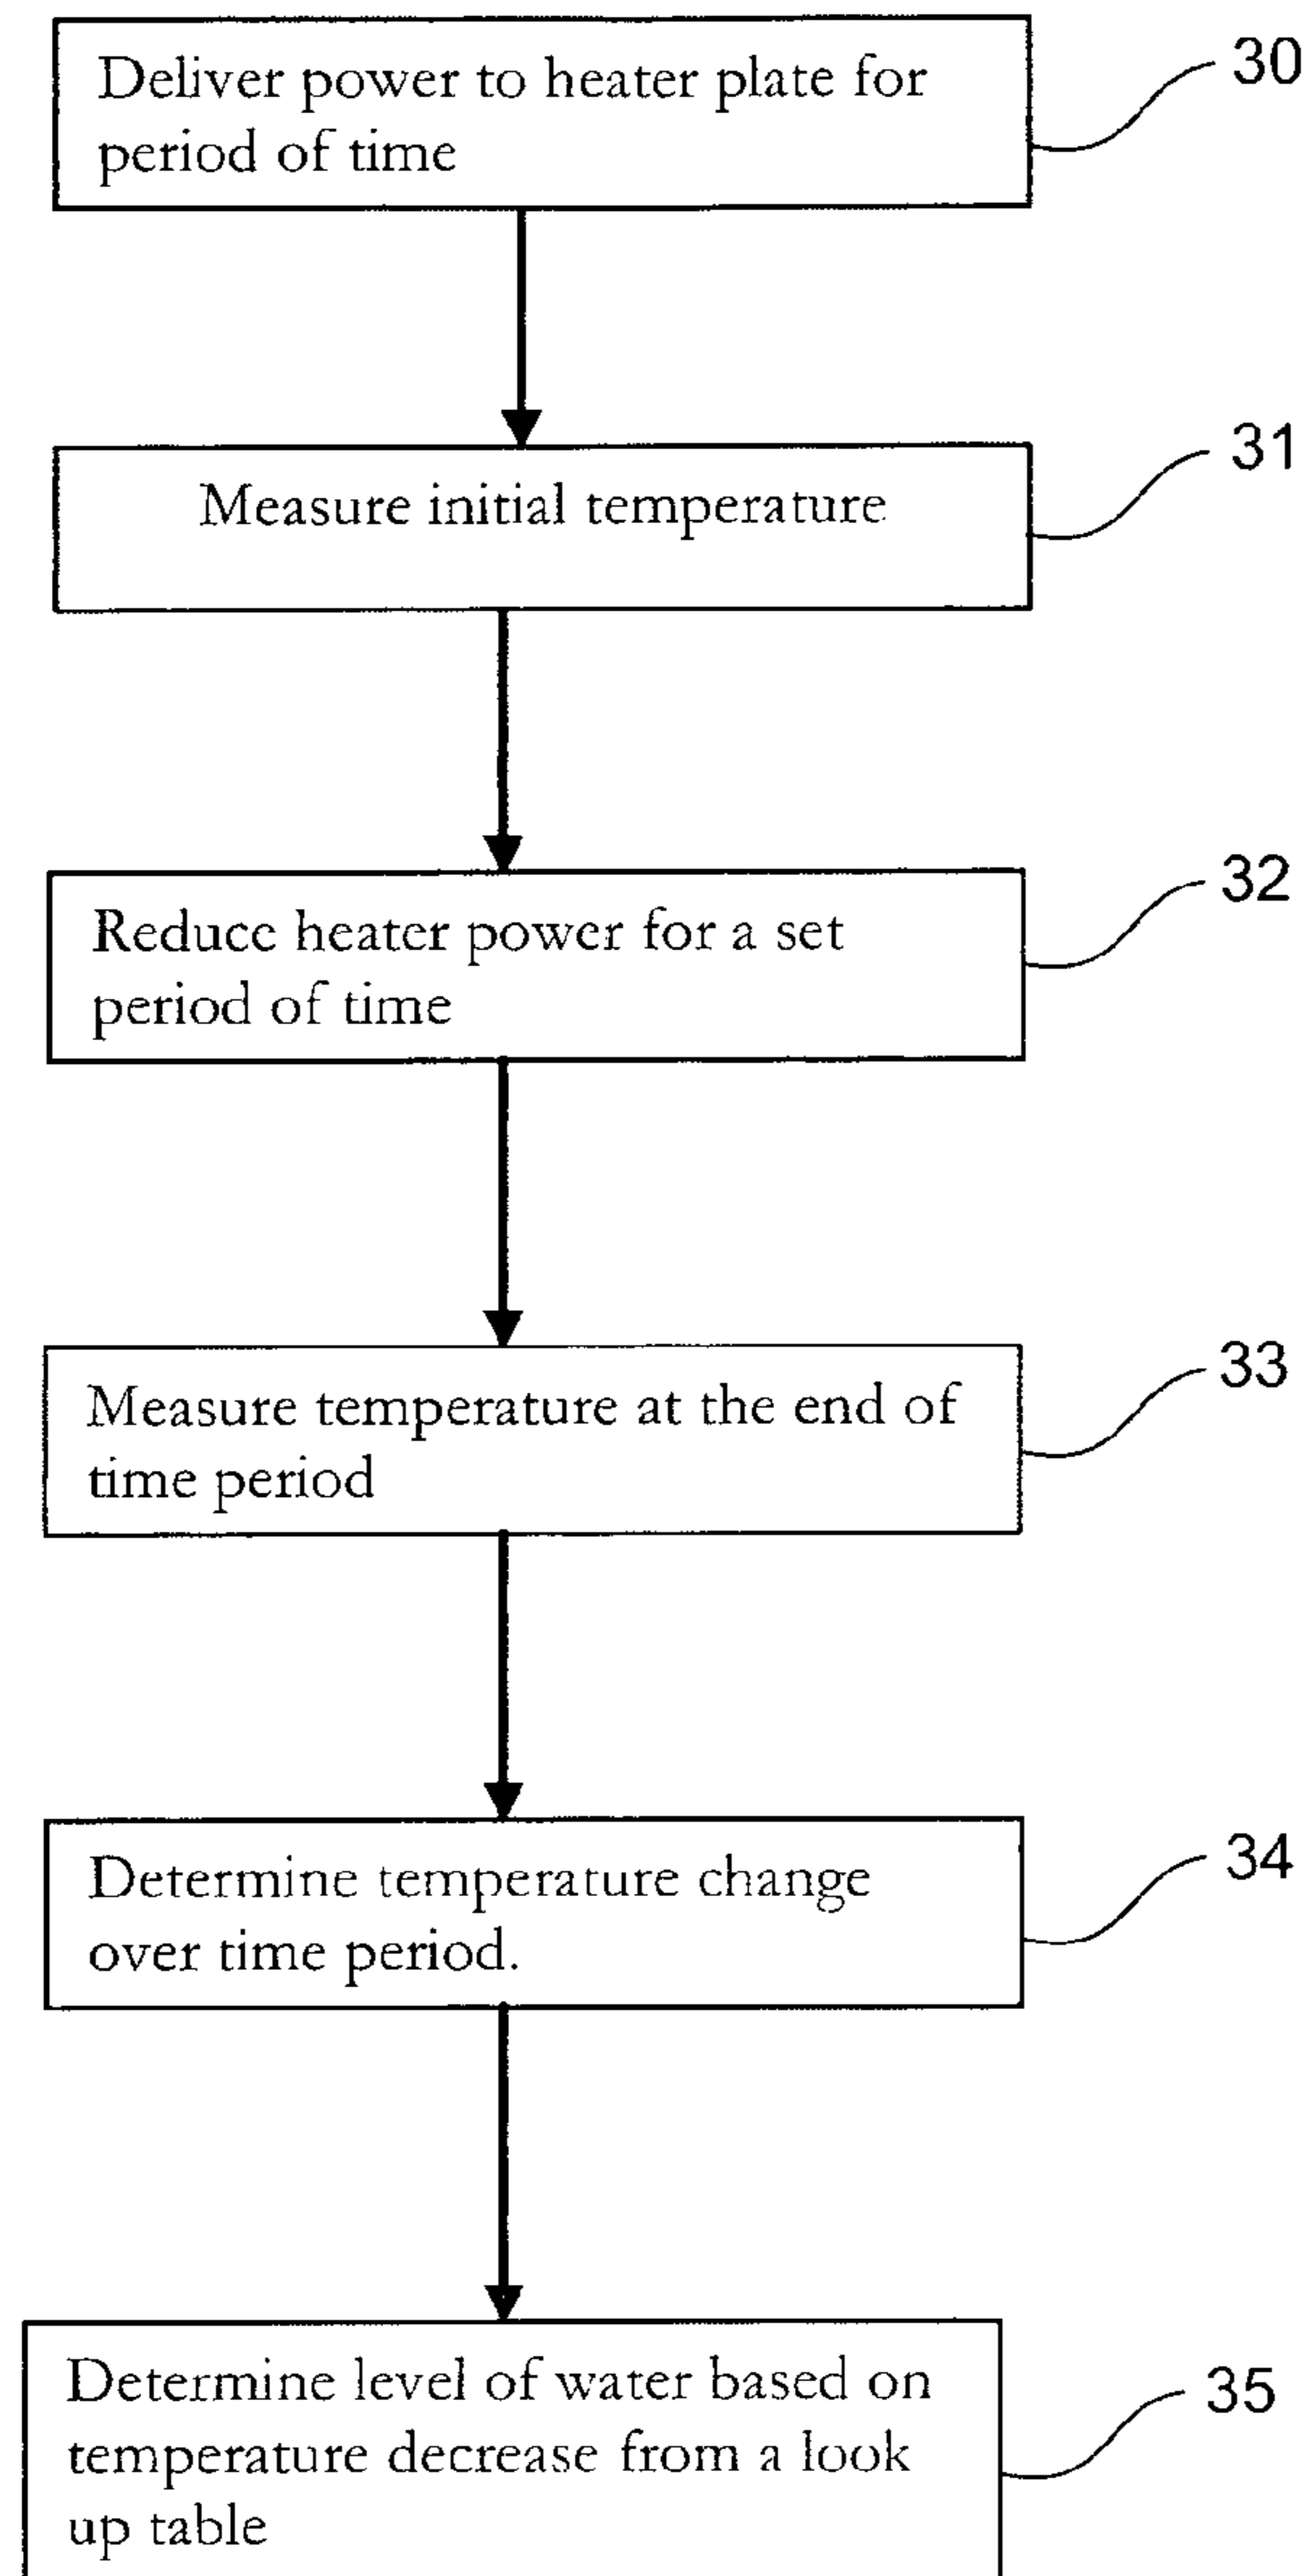 Deliver power to heater plate for
period of time
30
Measure initial temperature
31
Reduce heater power for a set
period of time
32
Measure temperature at the end of
time period
33
Determine temperature change
over time period.
34
Determine level of water based on
temperature decrease from a look
up table
35